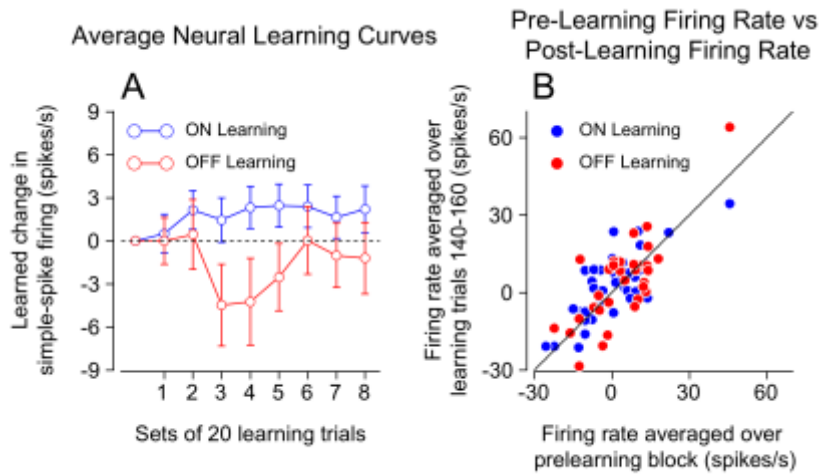 Average Neural Learning Curves
A
ON Learning
OFF Learning
Learned change in
simple-spike firing (spikes/s)
9
6
3
0
-3
-6
-9
1 2 3 4 5 6 7 8
Sets of 20 learning trials
Pre-Learning Firing Rate vs
Post-Learning Firing Rate
B
ON Learning
OFF Learning
Firing rate averaged over
learning trials 140-160 (spikes/s)
60
30
0
-30
-30 0 30 60
Firing rate averaged over
prelearning block (spikes/s)